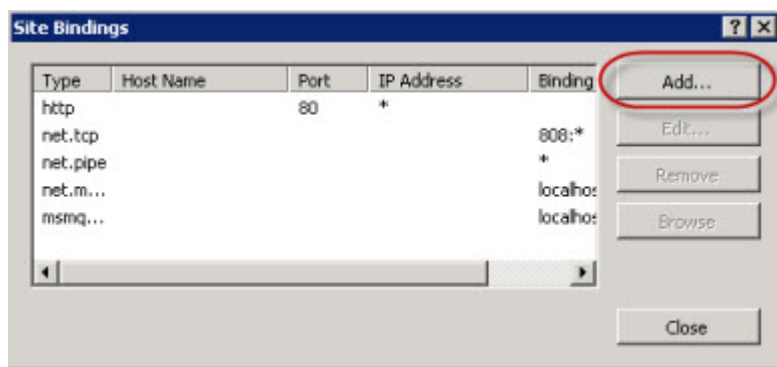 Site Bindings
Type Host Name Port IP Address Binding
http 80 *
net.tcp 808:*
net.pipe *
net.m... localhos
msmq... localhos
Add...
Edit...
Remove
Browse
Close